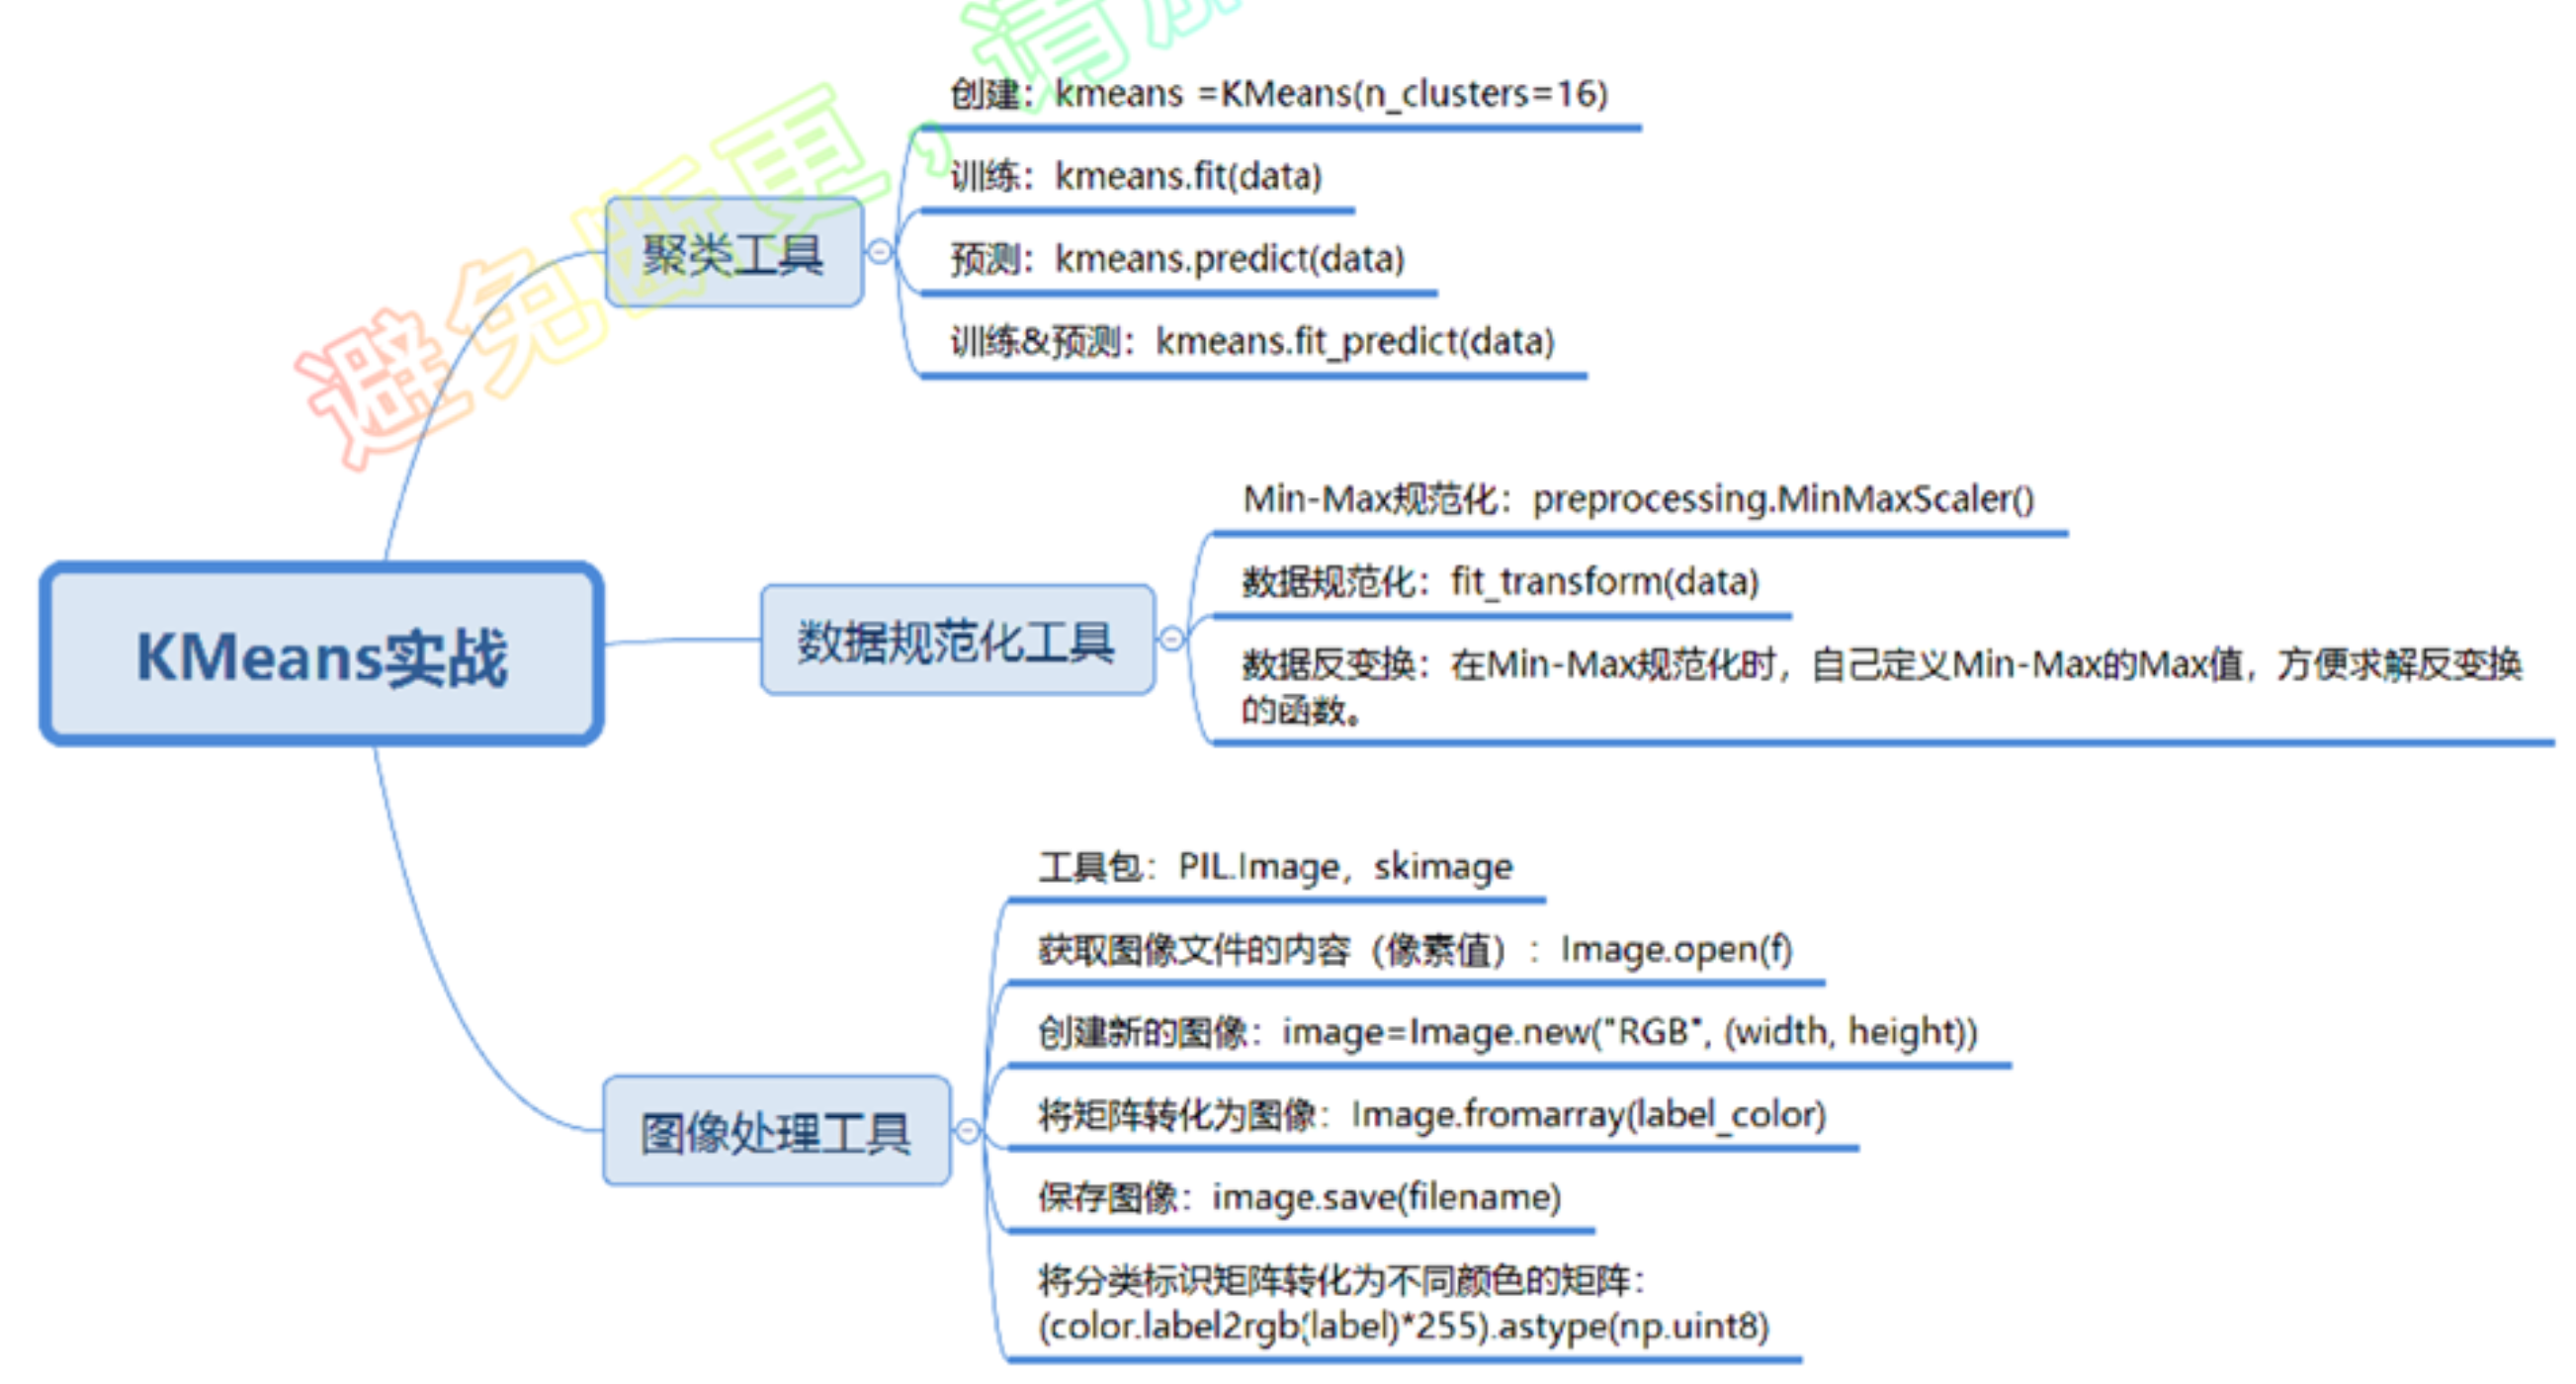 避免断更，请加
创建：kmeans =KMeans(n_clusters=16)
训练：kmeans.fit(data)
聚类工具
预测：kmeans.predict(data)
训练&预测：kmeans.fit_predict(data)
Min-Max规范化：preprocessing.MinMaxScaler()
数据规范化：fit_transform(data)
KMeans实战
数据规范化工具
数据反变换：在Min-Max规范化时，自己定义Min-Max的Max值，方便求解反变换
的函数。
工具包：PIL.Image，skimage
获取图像文件的内容（像素值）：Image.open(f)
创建新的图像：image=Image.new("RGB", (width, height))
图像处理工具
将矩阵转化为图像：Image.fromarray(label_color)
保存图像：image.save(filename)
将分类标识矩阵转化为不同颜色的矩阵：
(color.label2rgb(label)*255).astype(np.uint8)